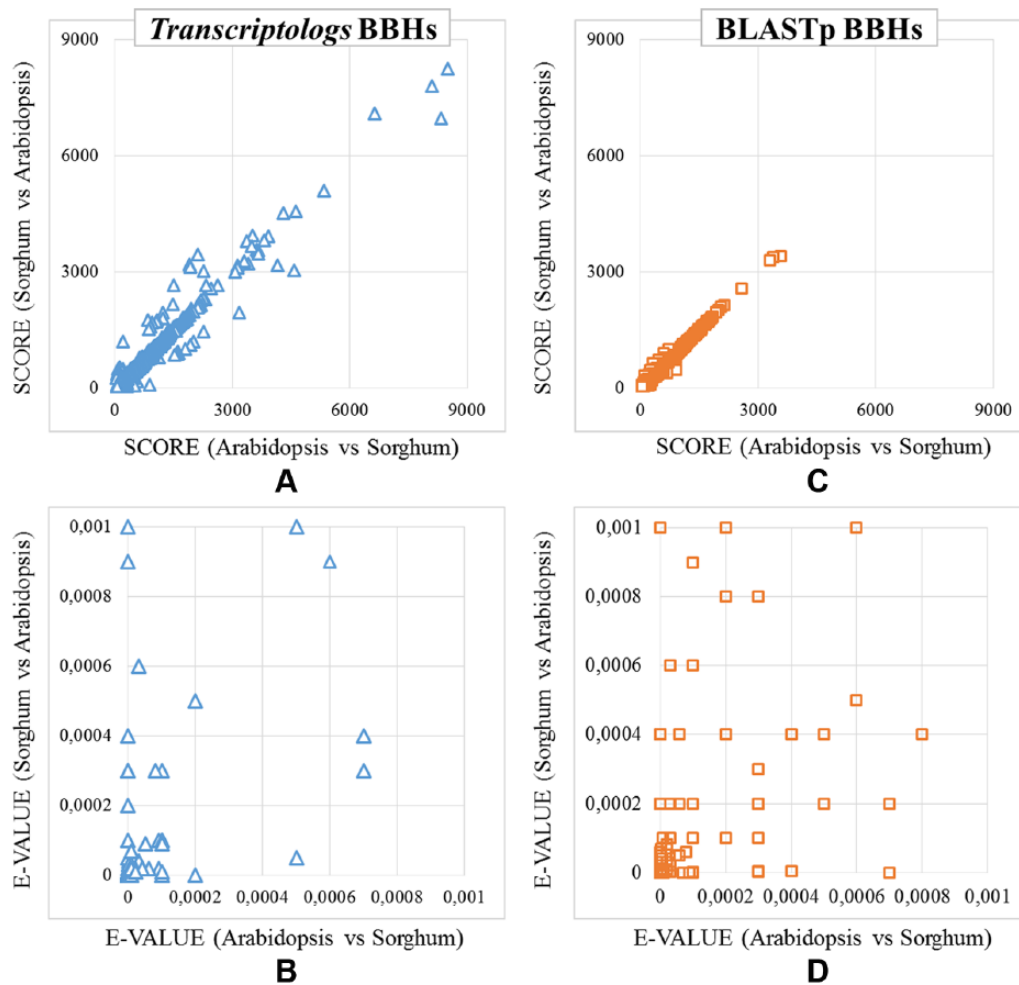 Transcriptologs BBHs
BLASTp BBHs
SCORE (Sorghum vs Arabidopsis)
9000
6000
3000
0
0 3000 6000 9000
SCORE (Arabidopsis vs Sorghum)
A
SCORE (Sorghum vs Arabidopsis)
9000
6000
3000
0
0 3000 6000 9000
SCORE (Arabidopsis vs Sorghum)
C
E-VALUE (Sorghum vs Arabidopsis)
0,001
0,0008
0,0006
0,0004
0,0002
0
0 0,0002 0,0004 0,0006 0,0008 0,001
E-VALUE (Arabidopsis vs Sorghum)
B
E-VALUE (Sorghum vs Arabidopsis)
0,001
0,0008
0,0006
0,0004
0,0002
0
0 0,0002 0,0004 0,0006 0,0008 0,001
E-VALUE (Arabidopsis vs Sorghum)
D